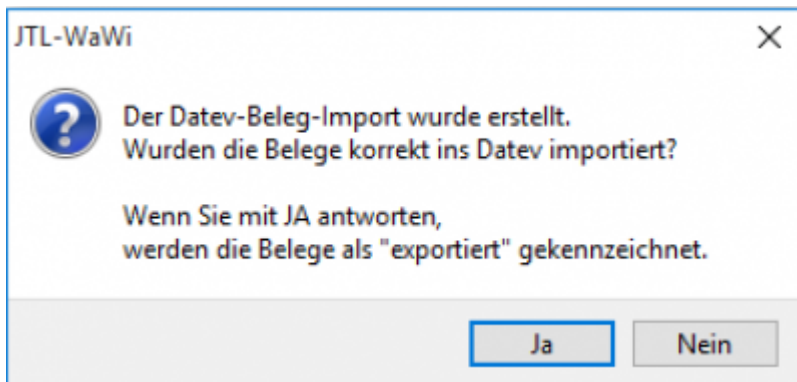 JTL-WaWi
Der Datev-Beleg-Import wurde erstellt.
Wurden die Belege korrekt ins Datev importiert?
Wenn Sie mit JA antworten,
werden die Belege als "exportiert" gekennzeichnet.
Ja
Nein